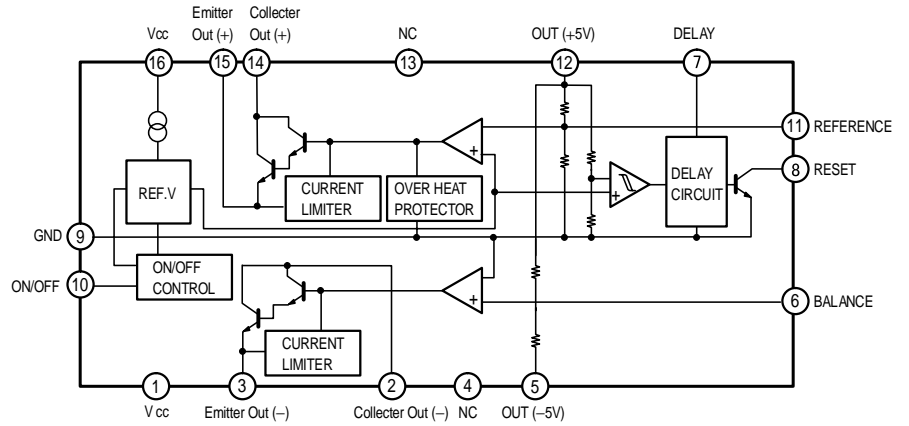 Emitter
Out (+)
Collecter
Out (+)
Vcc
NC
OUT (+5V)
DELAY
16
15
14
13
12
7
11
REFERENCE
+
REF.V
CURRENT
LIMITER
OVER HEAT
PROTECTOR
+
DELAY
CIRCUIT
8
RESET
GND
9
ON/OFF
10
ON/OFF
CONTROL
+
6
BALANCE
CURRENT
LIMITER
1
3
2
4
5
V cc
Emitter Out (−)
Collecter Out (−)
NC
OUT (−5V)